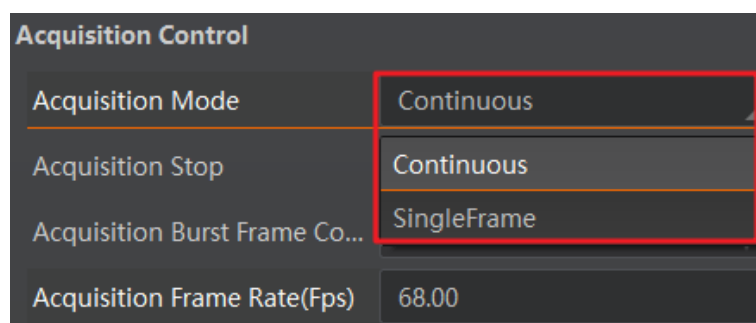 Acquisition Control
Acquisition Mode Continuous
Acquisition Stop Continuous
SingleFrame
Acquisition Burst Frame Co...
Acquisition Frame Rate(Fps) 68.00